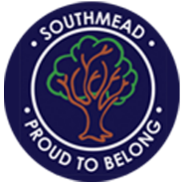 SOUTHMEAD
• PROUD TO BELONG •